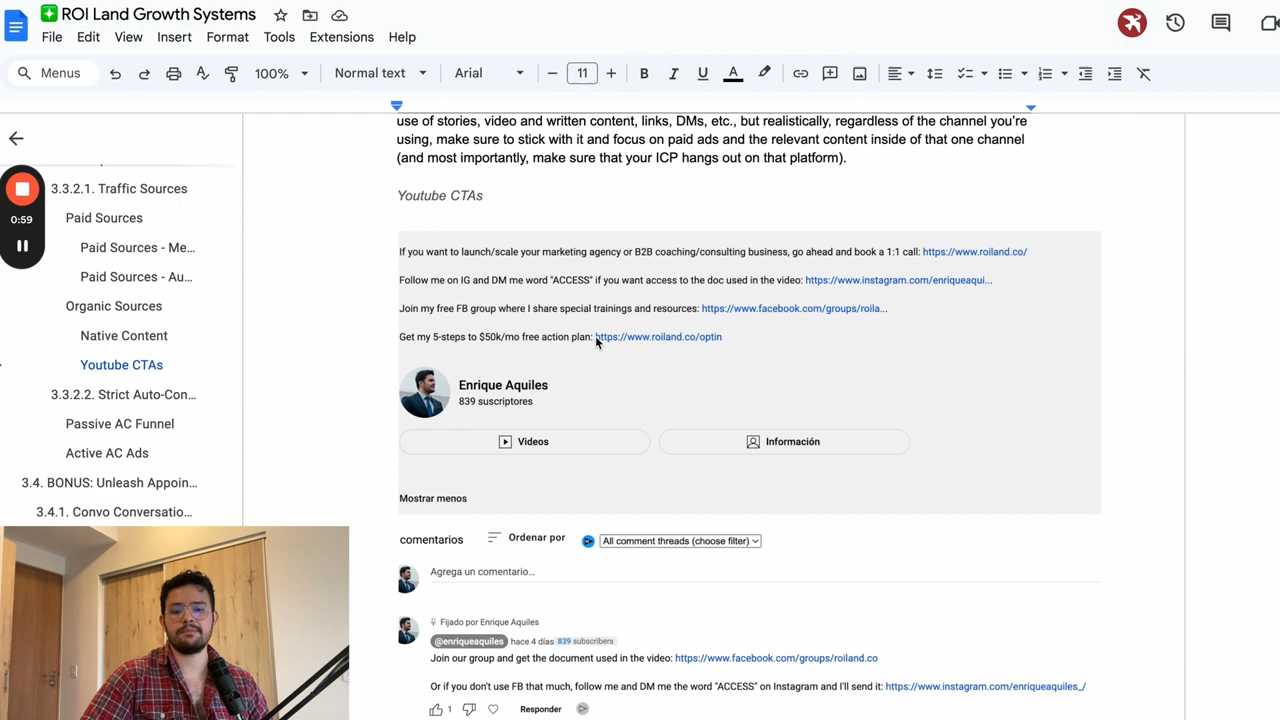 ROI Land Growth Systems
File Edit View Insert Format Tools Extensions Help
Menus 100% Normal text Arial 11
use of stories, video and written content, links, DMs, etc., but realistically, regardless of the channel you're
using, make sure to stick with it and focus on paid ads and the relevant content inside of that one channel
(and most importantly, make sure that your ICP hangs out on that platform).
0:59
3.3.2.1. Traffic Sources
Paid Sources
Paid Sources - Me...
Paid Sources - Au...
Organic Sources
Native Content
Youtube CTAs
3.3.2.2. Strict Auto-Con...
Passive AC Funnel
Active AC Ads
3.4. BONUS: Unleash Appoin...
3.4.1. Convo Conversatio...
Youtube CTAs
If you want to launch/scale your marketing agency or B2B coaching/consulting business, go ahead and book a 1:1 call: https://www.roiland.co/
Follow me on IG and DM me word "ACCESS" if you want access to the doc used in the video: https://www.instagram.com/enriqueaqui...
Join my free FB group where I share special trainings and resources: https://www.facebook.com/groups/roila...
Get my 5-steps to $50k/mo free action plan: https://www.roiland.co/optin
Enrique Aquiles
839 suscriptores
Videos Información
Mostrar menos
comentarios Ordenar por All comment threads (choose filter)
Agrega un comentario...
Fijado por Enrique Aquiles
@enriqueaquiles hace 4 días 839 subscribers
Join our group and get the document used in the video: https://www.facebook.com/groups/roiland.co
Or if you don't use FB that much, follow me and DM me the word "ACCESS" on Instagram and I'll send it: https://www.instagram.com/enriqueaquiles_/
1 Responder